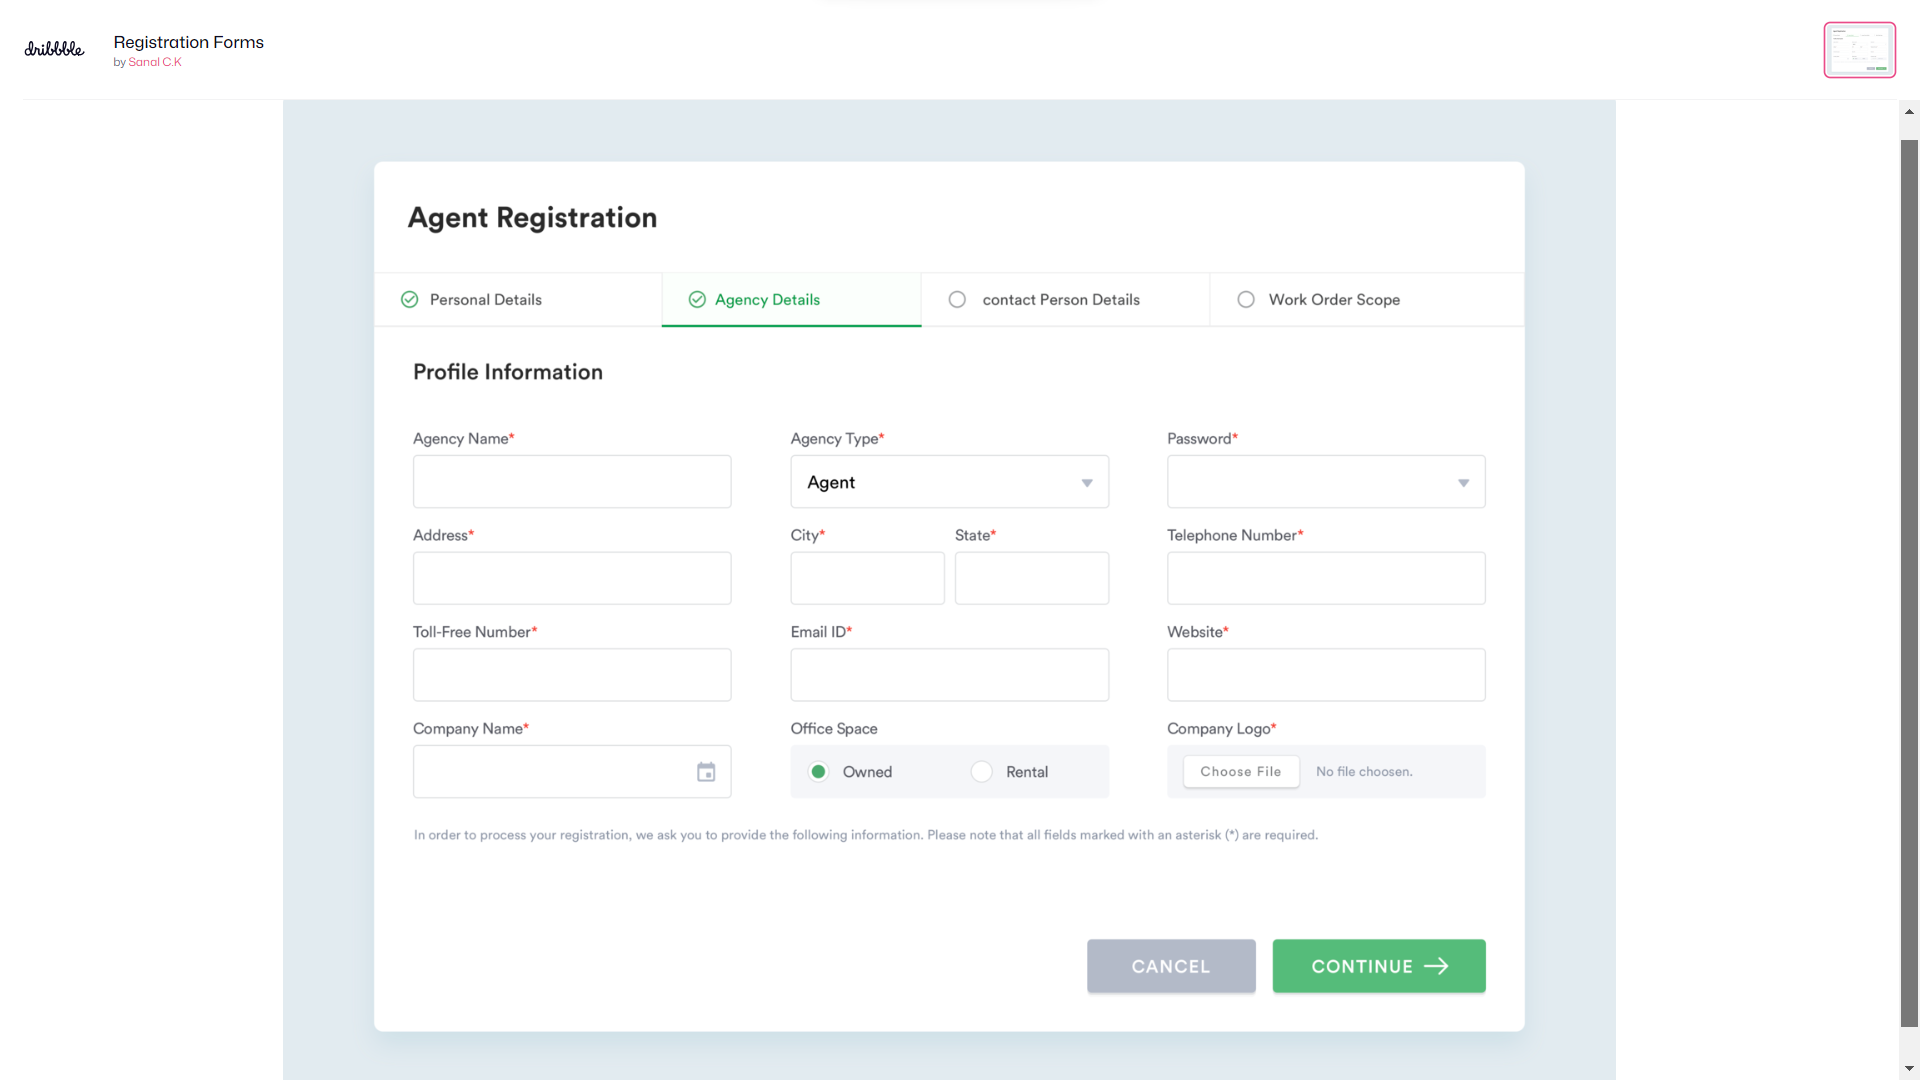 dribbble
Registration Forms
by Sanal C.K
Agent Registration
Personal Details
Agency Details
contact Person Details
Work Order Scope
Profile Information
Agency Name*
Agency Type*
Password*
Agent
Address*
City*
State*
Telephone Number*
Toll-Free Number*
Email ID*
Website*
Company Name*
Office Space
Company Logo*
Owned
Rental
Choose File
No file choosen.
In order to process your registration, we ask you to provide the following information. Please note that all fields marked with an asterisk (*) are required.
CANCEL
CONTINUE